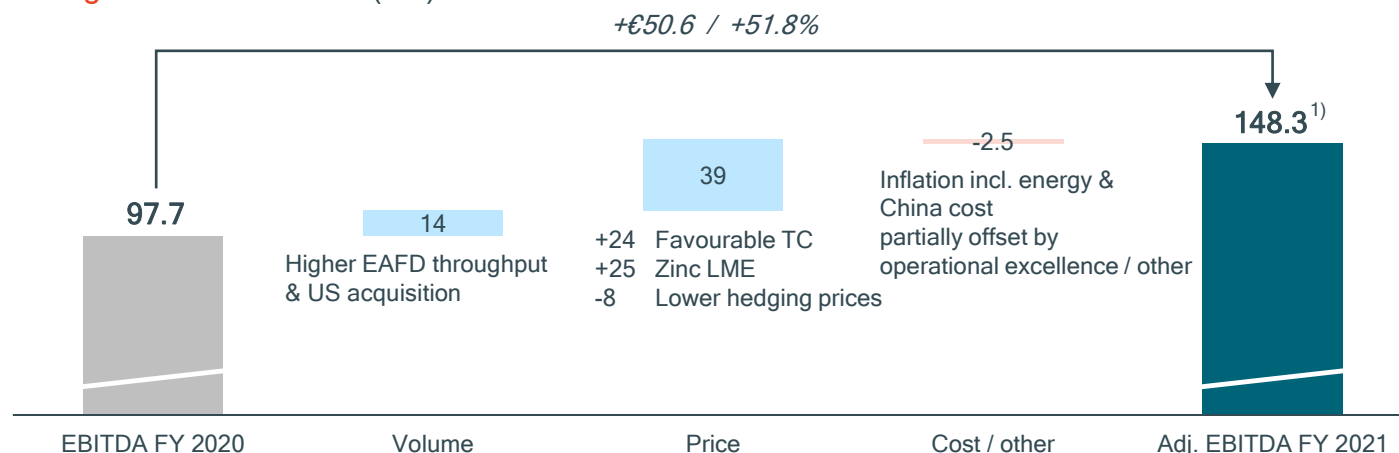 +€50.6 / +51.8%
148.3 1)
97.7
14
Higher EAFD throughput
& US acquisition
39
+24 Favourable TC
+25 Zinc LME
-8 Lower hedging prices
-2.5
Inflation incl. energy &
China cost
partially offset by
operational excellence / other
EBITDA FY 2020
Volume
Price
Cost / other
Adj. EBITDA FY 2021